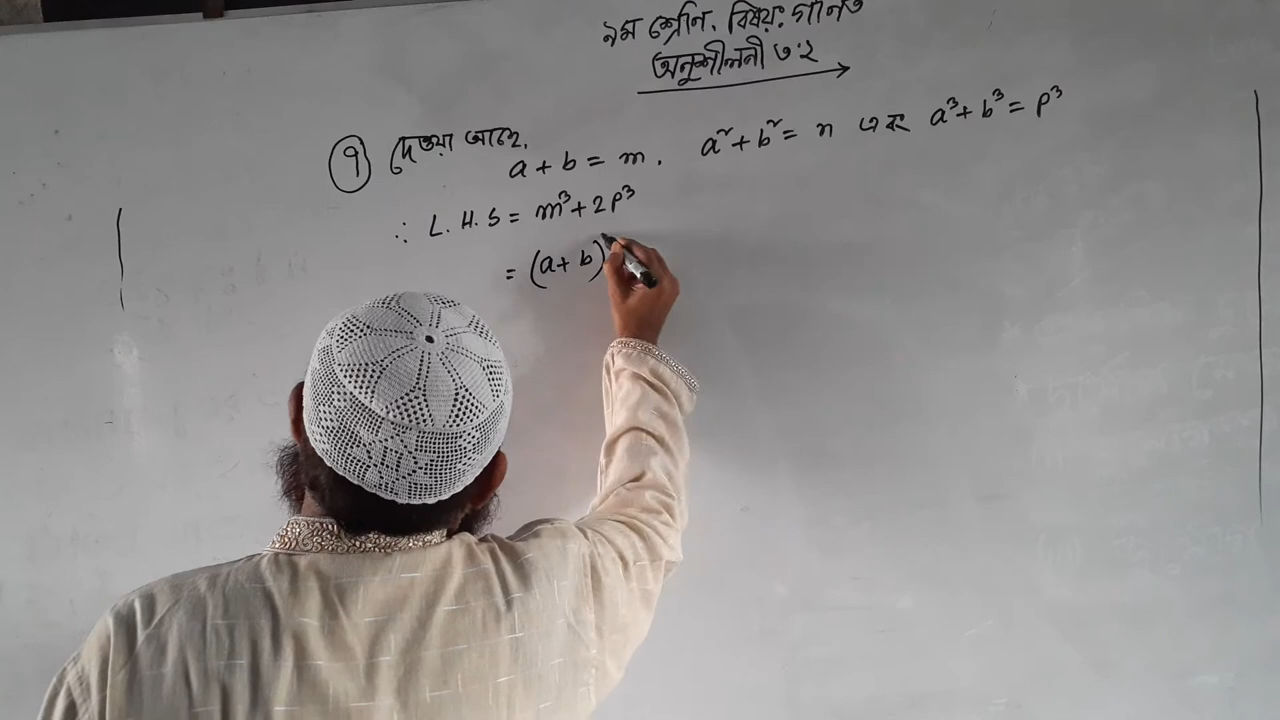 ৯ম শ্রেণি. বিষয়: গণিত
অনুশীলনী ৩.২
৭ দেওয়া আছে,
a + b = m. a² + b² = n এবং a³ + b³ = p³
∴ L.H.S = m³ + 2p³
= (a + b)